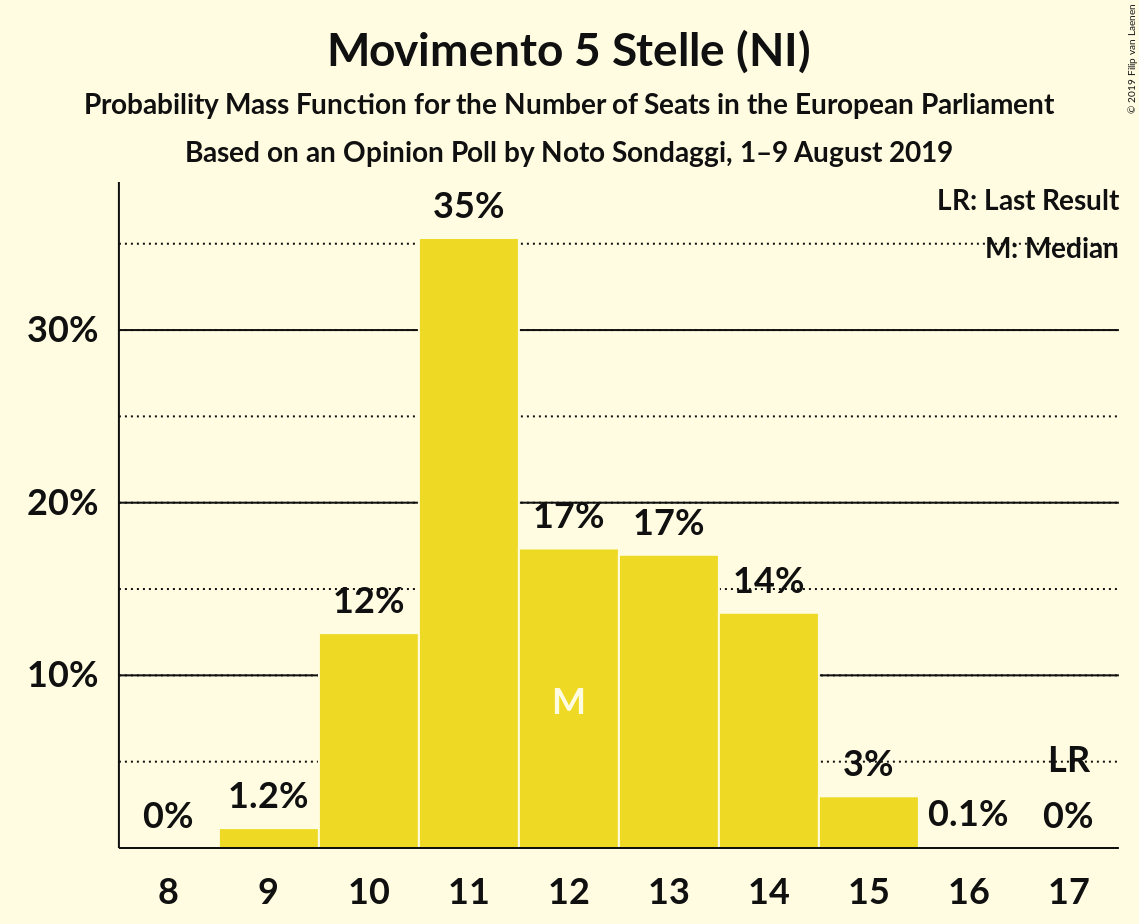 Movimento 5 Stelle (NI)
Probability Mass Function for the Number of Seats in the European Parliament
Based on an Opinion Poll by Noto Sondaggi, 1–9 August 2019
© 2019 Filip van Laenen
LR: Last Result
M: Median
35%
30%
20%
17%
17%
14%
12%
10%
M
LR
3%
1.2%
0%
0.1%
0%
8 9 10 11 12 13 14 15 16 17